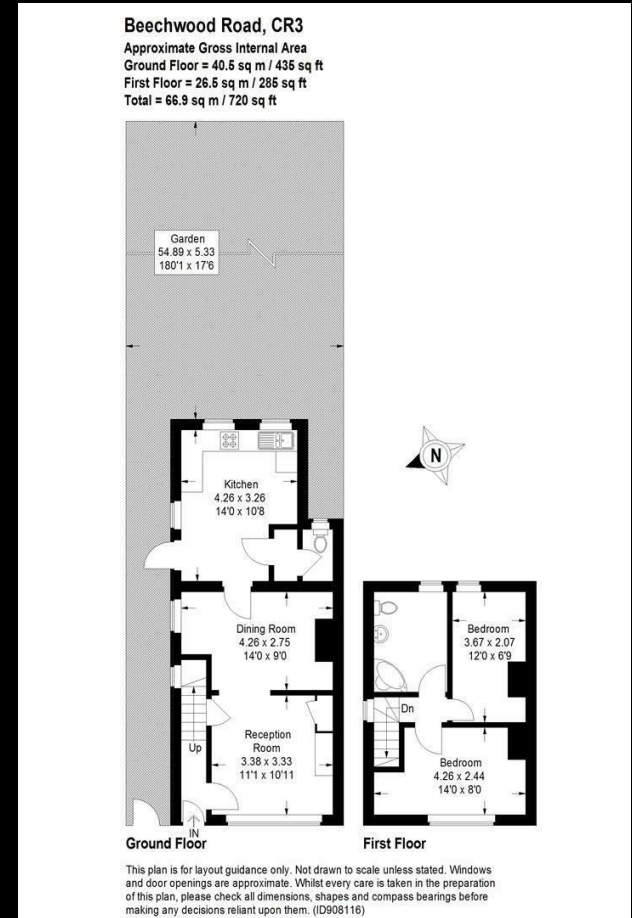 Beechwood Road, CR3
Approximate Gross Internal Area
Ground Floor = 40.5 sq m / 435 sq ft
First Floor = 26.5 sq m / 285 sq ft
Total = 66.9 sq m / 720 sq ft
Garden
54.89 x 5.33
180'1 x 17'6
N
Kitchen
4.26 x 3.26
14'0 x 10'8
Dining Room
4.26 x 2.75
14'0 x 9'0
Bedroom
3.67 x 2.07
12'0 x 6'9
Dn
Up
Reception
Room
3.38 x 3.33
11'1 x 10'11
Bedroom
4.26 x 2.44
14'0 x 8'0
IN
Ground Floor
First Floor
This plan is for layout guidance only. Not drawn to scale unless stated. Windows
and door openings are approximate. Whilst every care is taken in the preparation
of this plan, please check all dimensions, shapes and compass bearings before
making any decisions reliant upon them. (ID908116)